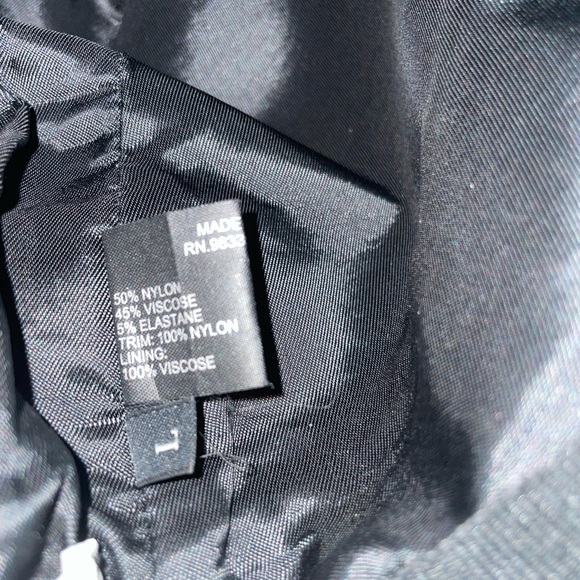 MADE
RN.9833
50% NYLON
45% VISCOSE
5% ELASTANE
TRIM: 100% NYLON
LINING:
100% VISCOSE
L